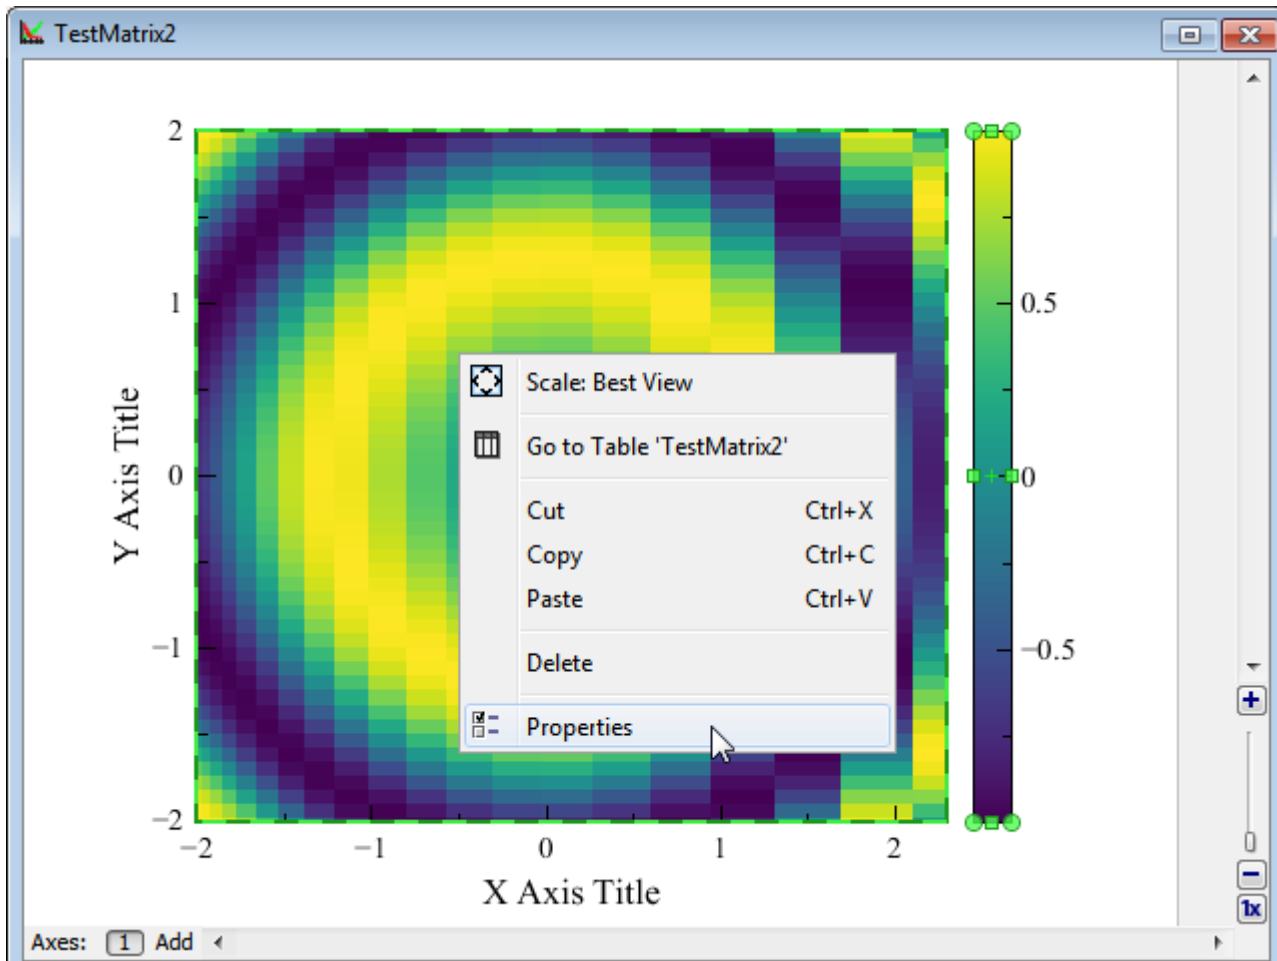 TestMatrix2
2
1
0
−1
−2
Y Axis Title
−2 −1 0 1 2
X Axis Title
0.5
0
−0.5
Scale: Best View
Go to Table 'TestMatrix2'
Cut Ctrl+X
Copy Ctrl+C
Paste Ctrl+V
Delete
Properties
1x
Axes: 1 Add